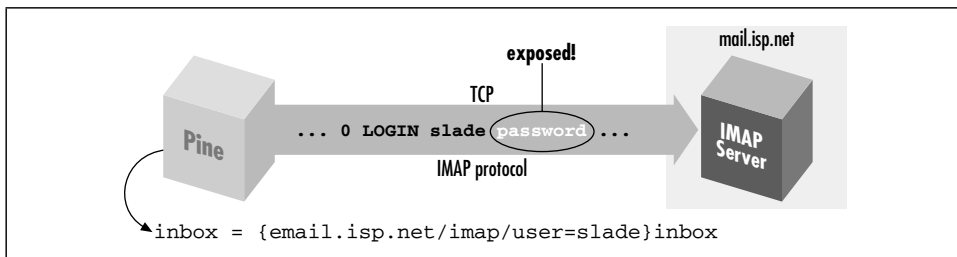 mail.isp.net
exposed!
TCP
Pine
... 0 LOGIN slade password ...
IMAP
Server
IMAP protocol
inbox = {email.isp.net/imap/user=slade}inbox